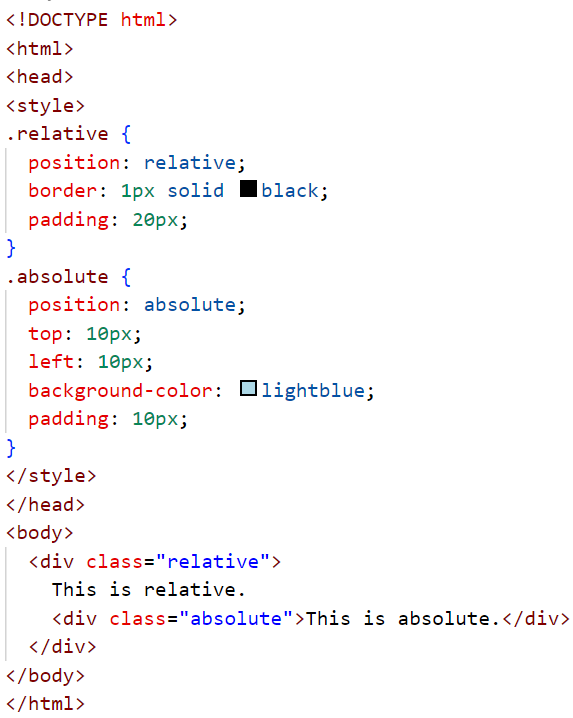 <!DOCTYPE html>
<html>
<head>
<style>
.relative {
  position: relative;
  border: 1px solid black;
  padding: 20px;
}
.absolute {
  position: absolute;
  top: 10px;
  left: 10px;
  background-color: lightblue;
  padding: 10px;
}
</style>
</head>
<body>
  <div class="relative">
    This is relative.
    <div class="absolute">This is absolute.</div>
  </div>
</body>
</html>